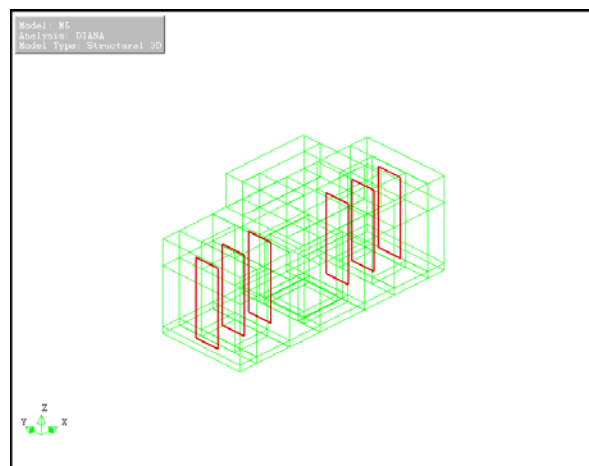 Model: M5
Analysis: DIANA
Model Type: Structural 3D
Z
Y X